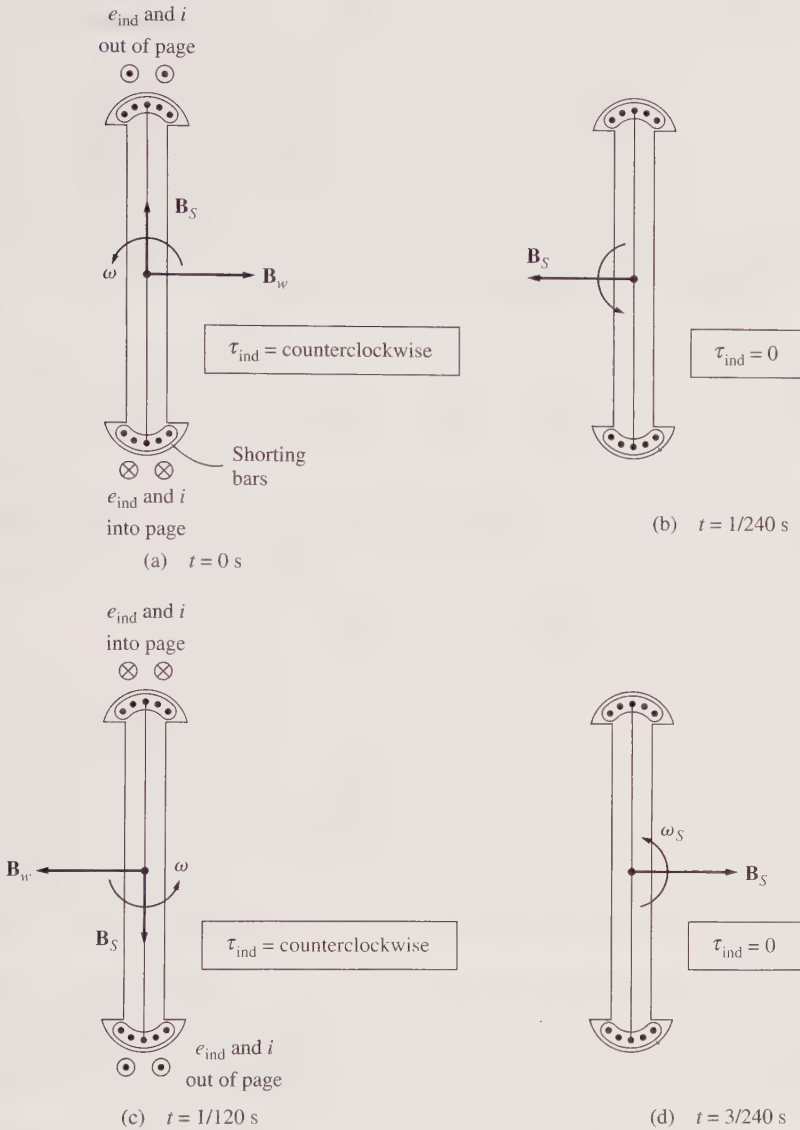 e_ind and i
out of page
B_S
ω
B_w
τ_ind = counterclockwise
Shorting
bars
e_ind and i
into page
(a) t = 0 s
B_S
τ_ind = 0
(b) t = 1/240 s
e_ind and i
into page
B_w
ω
B_S
τ_ind = counterclockwise
e_ind and i
out of page
(c) t = 1/120 s
ω_S
B_S
τ_ind = 0
(d) t = 3/240 s